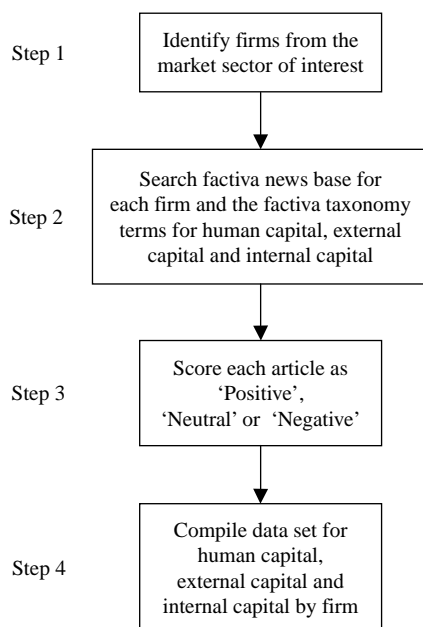 Step 1
Identify firms from the
market sector of interest
Step 2
Search factiva news base for
each firm and the factiva taxonomy
terms for human capital, external
capital and internal capital
Step 3
Score each article as
‘Positive’,
‘Neutral’ or ‘Negative’
Step 4
Compile data set for
human capital,
external capital and
internal capital by firm